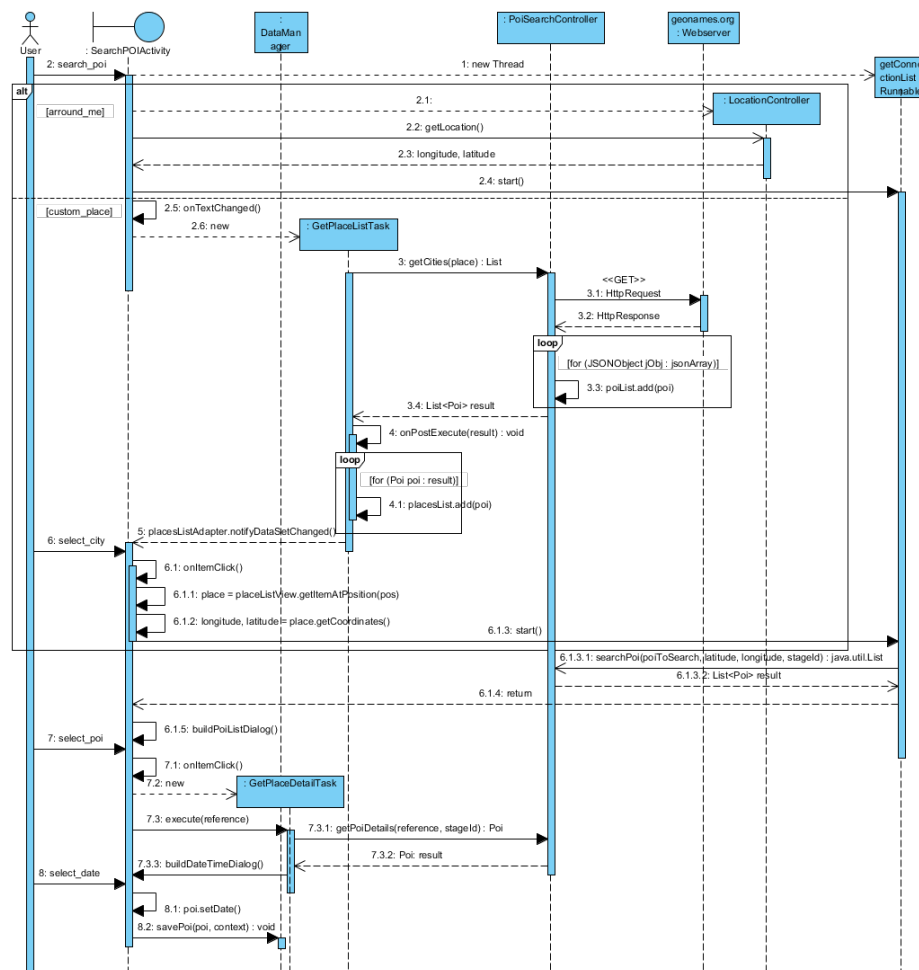 :
DataMan
ager
: PoiSearchController
geonames.org
: Webserver
User
: SearchPOIActivity
2: search_poi
1: new Thread
getConne
ctionList
Runnable
alt
[arround_me]
2.1:
: LocationController
2.2: getLocation()
2.3: longitude, latitude
2.4: start()
[custom_place]
2.5: onTextChanged()
2.6: new
: GetPlaceListTask
3: getCities(place) : List
<<GET>>
3.1: HttpRequest
3.2: HttpResponse
loop
[for (JSONObject jObj : jsonArray)]
3.3: poiList.add(poi)
3.4: List<Poi> result
4: onPostExecute(result) : void
loop
[for (Poi poi : result)]
4.1: placesList.add(poi)
5: placesListAdapter.notifyDataSetChanged()
6: select_city
6.1: onItemClick()
6.1.1: place = placeListView.getItemAtPosition(pos)
6.1.2: longitude, latitude = place.getCoordinates()
6.1.3: start()
6.1.3.1: searchPoi(poiToSearch, latitude, longitude, stageId) : java.util.List
6.1.3.2: List<Poi> result
6.1.4: return
6.1.5: buildPoiListDialog()
7: select_poi
7.1: onItemClick()
7.2: new
: GetPlaceDetailTask
7.3: execute(reference)
7.3.1: getPoiDetails(reference, stageId) : Poi
7.3.2: Poi: result
7.3.3: buildDateTimeDialog()
8: select_date
8.1: poi.setDate()
8.2: savePoi(poi, context) : void